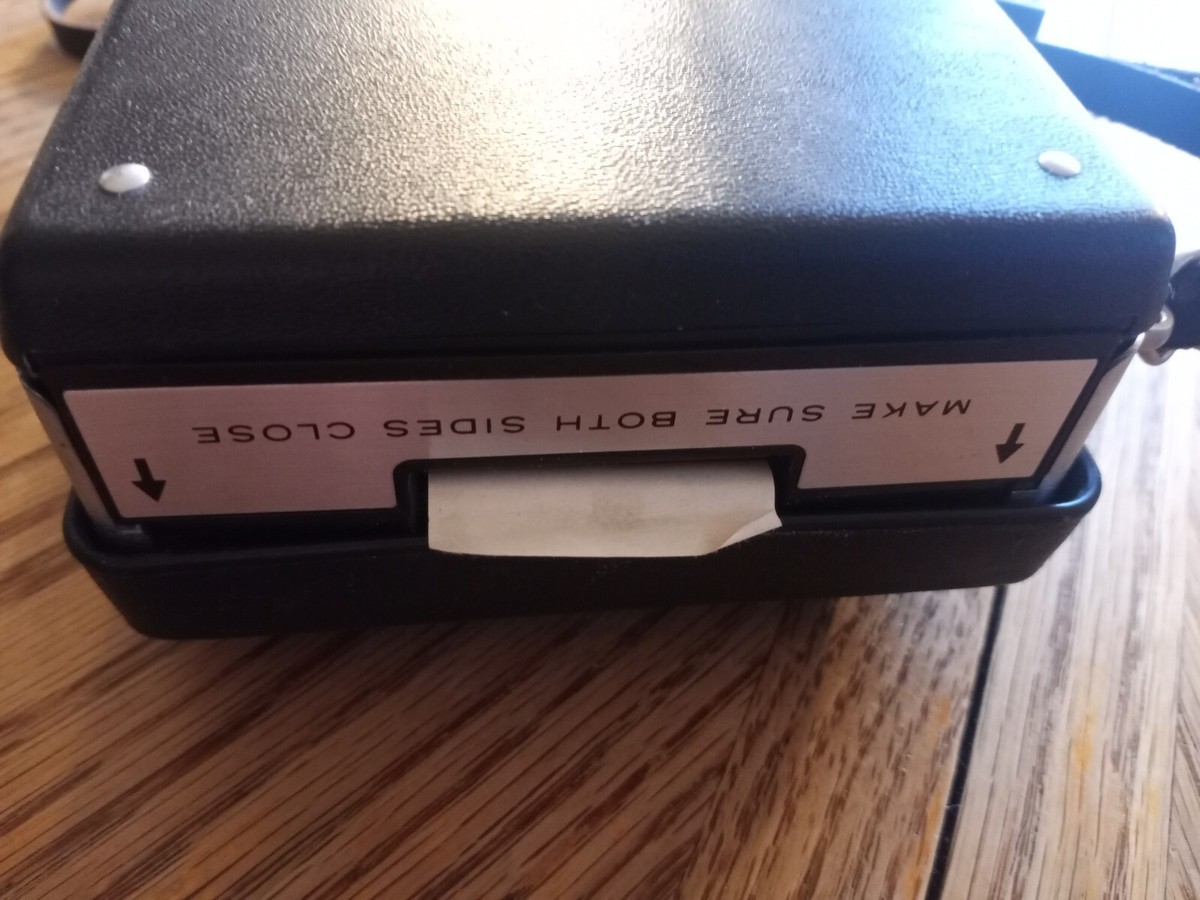 MAKE SURE BOTH SIDES CLOSE